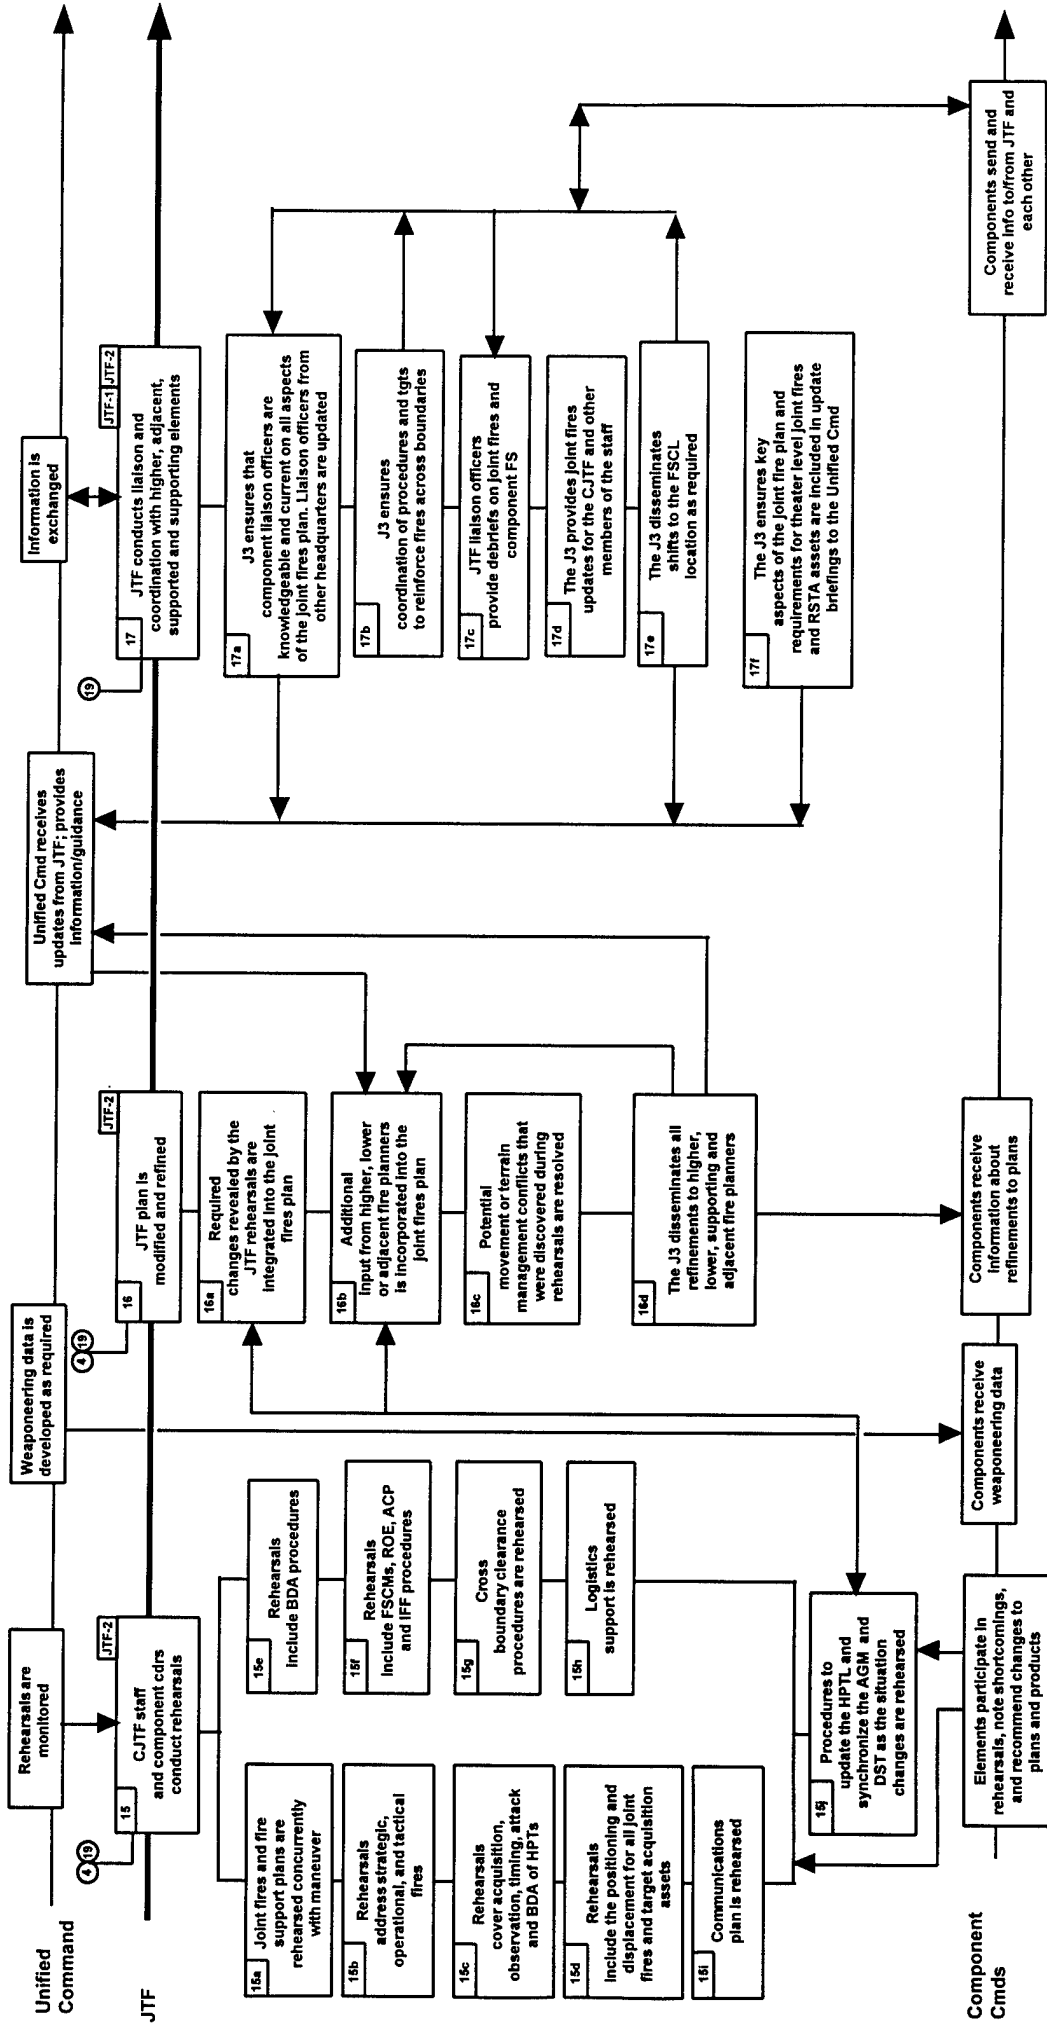 Unified
Command
Rehearsals are
monitored
Weaponeering data is
developed as required
Unified Cmd receives
updates from JTF; provides
information/guidance
Information is
exchanged
JTF
4 19
15
JTF-2
CJTF staff
and component cdrs
conduct rehearsals
15a
Joint fires and fire
support plans are
rehearsed concurrently
with maneuver
15b
Rehearsals
address strategic,
operational, and tactical
fires
15c
Rehearsals
cover acquisition,
observation, timing, attack
and BDA of HPTs
15d
Rehearsals
include the positioning and
displacement for all joint
fires and target acquisition
assets
15i
Communications
plan is rehearsed
15e
Rehearsals
include BDA procedures
15f
Rehearsals
include FSCMs, ROE, ACP
and IFF procedures
15g
Cross
boundary clearance
procedures are rehearsed
15h
Logistics
support is rehearsed
15j
Procedures to
update the HPTL and
synchronize the AGM and
DST as the situation
changes are rehearsed
4 19
16
JTF-2
JTF plan is
modified and refined
16a
Required
changes revealed by the
JTF rehearsals are
integrated into the joint
fires plan
16b
Additional
input from higher, lower
or adjacent fire planners
is incorporated into the
joint fires plan
16c
Potential
movement or terrain
management conflicts that
were discovered during
rehearsals are resolved
16d
The J3 disseminates all
refinements to higher,
lower, supporting and
adjacent fire planners
19
17
JTF-1 JTF-2
JTF conducts liaison and
coordination with higher, adjacent,
supported and supporting elements
17a
J3 ensures that
component liaison officers are
knowledgeable and current on all aspects
of the joint fires plan. Liaison officers from
other headquarters are updated
17b
J3 ensures
coordination of procedures and tgts
to reinforce fires across boundaries
17c
JTF liaison officers
provide debriefs on joint fires and
component FS
17d
The J3 provides joint fires
updates for the CJTF and other
members of the staff
17e
The J3 disseminates
shifts to the FSCL
location as required
17f
The J3 ensures key
aspects of the joint fire plan and
requirements for theater level joint fires
and RSTA assets are included in update
briefings to the Unified Cmd
Component
Cmds
Elements participate in
rehearsals, note shortcomings,
and recommend changes to
plans and products
Components receive
weaponeering data
Components receive
information about
refinements to plans
Components send and
receive info to/from JTF and
each other